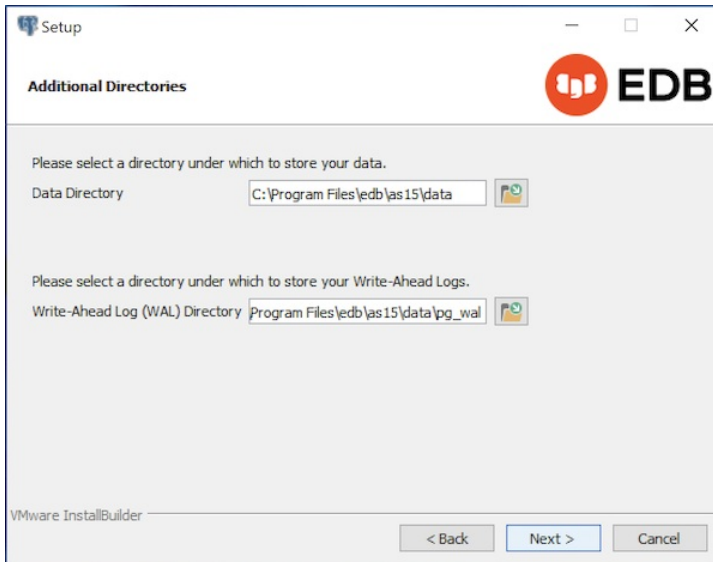 Setup
Additional Directories
EDB
Please select a directory under which to store your data.
Data Directory
C:\Program Files\edb\as15\data
Please select a directory under which to store your Write-Ahead Logs.
Write-Ahead Log (WAL) Directory
Program Files\edb\as15\data\pg_wal
VMware InstallBuilder
< Back
Next >
Cancel